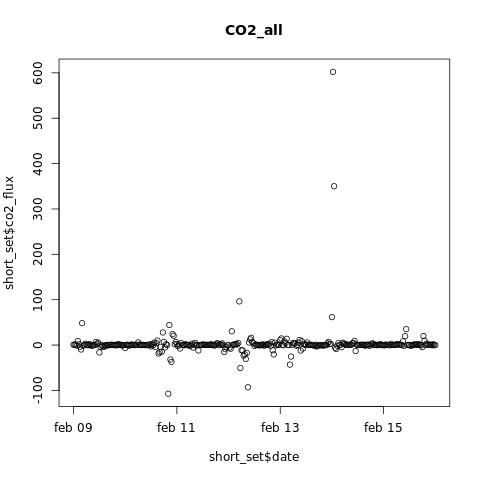 CO2_all
short_set$co2_flux
600
500
400
300
200
100
0
-100
feb 09
feb 11
feb 13
feb 15
short_set$date